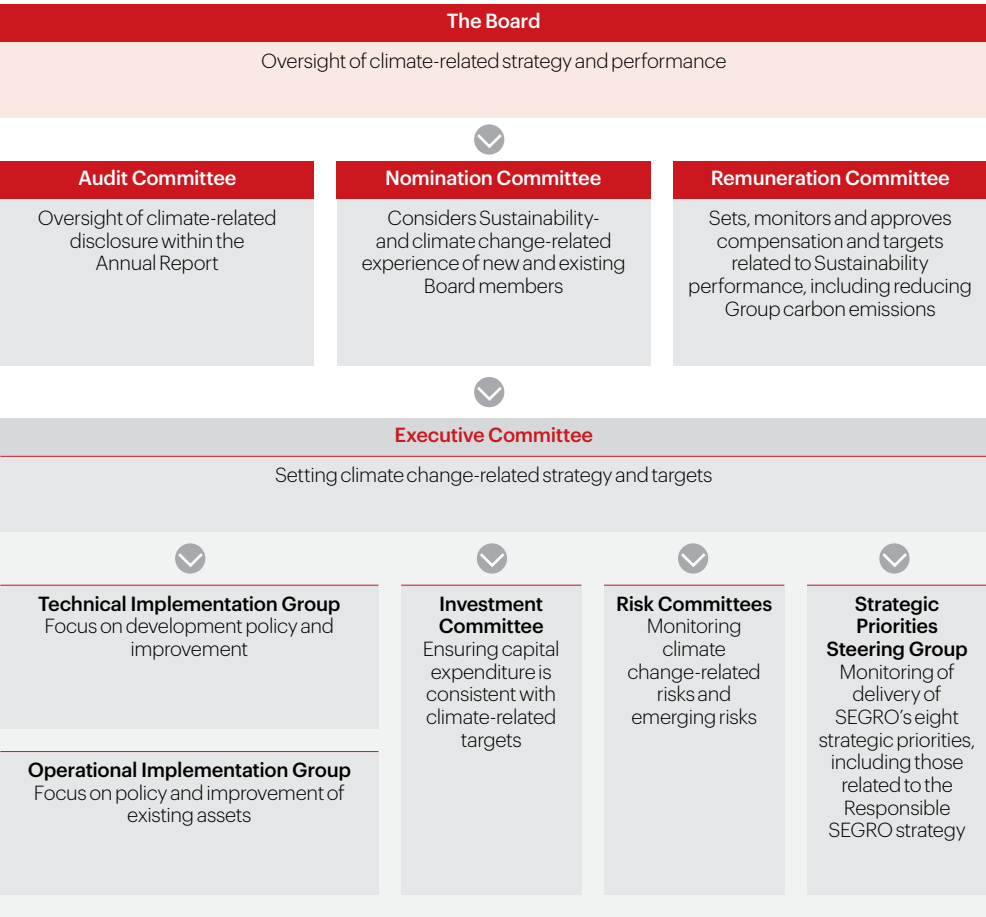 The Board
Oversight of climate-related strategy and performance
Audit Committee
Oversight of climate-related
disclosure within the
Annual Report
Nomination Committee
Considers Sustainability-
and climate change-related
experience of new and existing
Board members
Remuneration Committee
Sets, monitors and approves
compensation and targets
related to Sustainability
performance, including reducing
Group carbon emissions
Executive Committee
Setting climate change-related strategy and targets
Technical Implementation Group
Focus on development policy and
improvement
Operational Implementation Group
Focus on policy and improvement of
existing assets
Investment
Committee
Ensuring capital
expenditure is
consistent with
climate-related
targets
Risk Committees
Monitoring
climate
change-related
risks and
emerging risks
Strategic
Priorities
Steering Group
Monitoring of
delivery of
SEGRO’s eight
strategic priorities,
including those
related to the
Responsible
SEGRO strategy